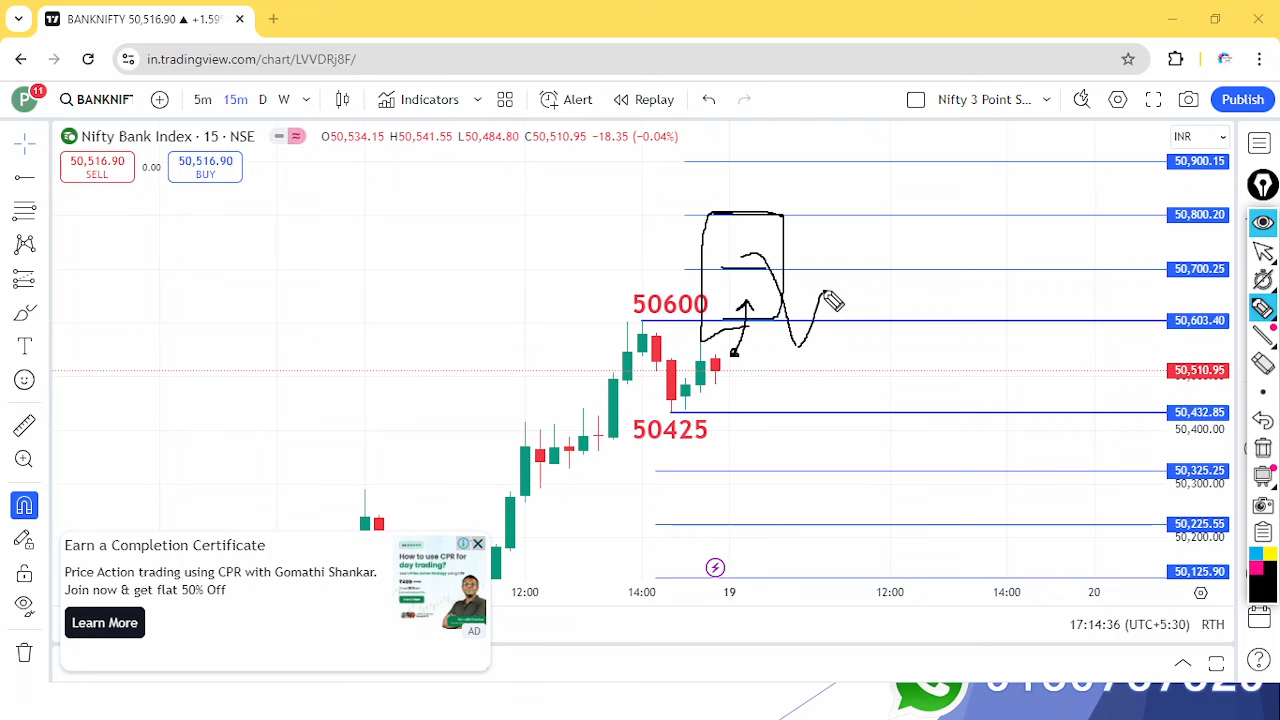 BANKNIFTY 50,516.90 ▲ +1.59
in.tradingview.com/chart/LVVDRj8F/
P 11 BANKNIF 5m 15m D W Indicators Alert Replay Nifty 3 Point S... Publish
Nifty Bank Index · 15 · NSE O50,534.15 H50,541.55 L50,484.80 C50,510.95 −18.35 (−0.04%) INR
50,516.90 SELL 0.00 50,516.90 BUY
50,900.15
50,800.20
50,700.25
50600
50,603.40
50,510.95
50,432.85
50425
50,400.00
50,325.25
50,300.00
50,225.55
50,200.00
50,125.90
Earn a Completion Certificate
Price Action trading using CPR with Gomathi Shankar.
Join now & get flat 50% Off
Learn More
How to use CPR for
day trading?
AD
12:00 14:00 19 12:00 14:00
17:14:36 (UTC+5:30) RTH